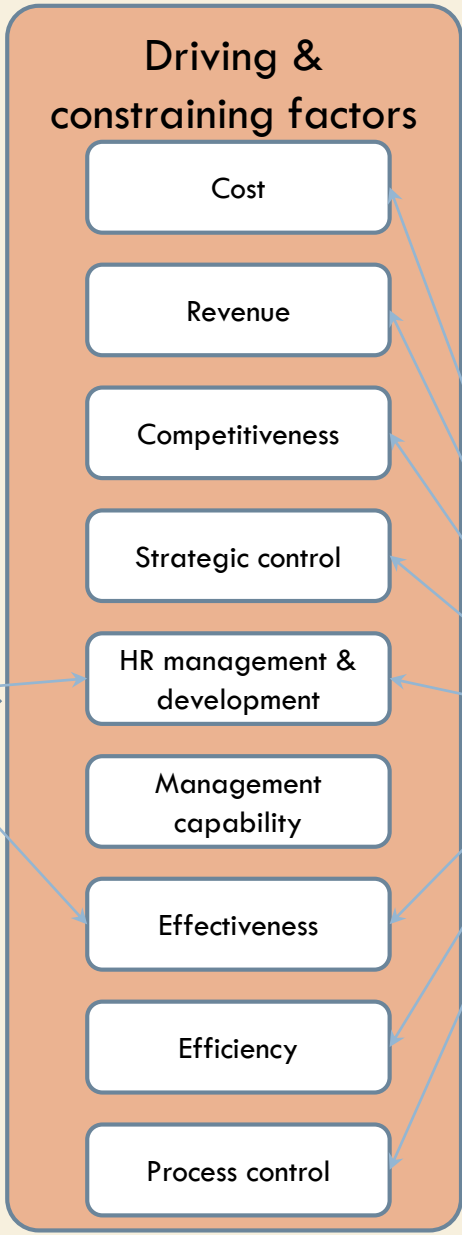 Driving &
constraining factors
Cost
Revenue
Competitiveness
Strategic control
HR management &
development
Management
capability
Effectiveness
Efficiency
Process control